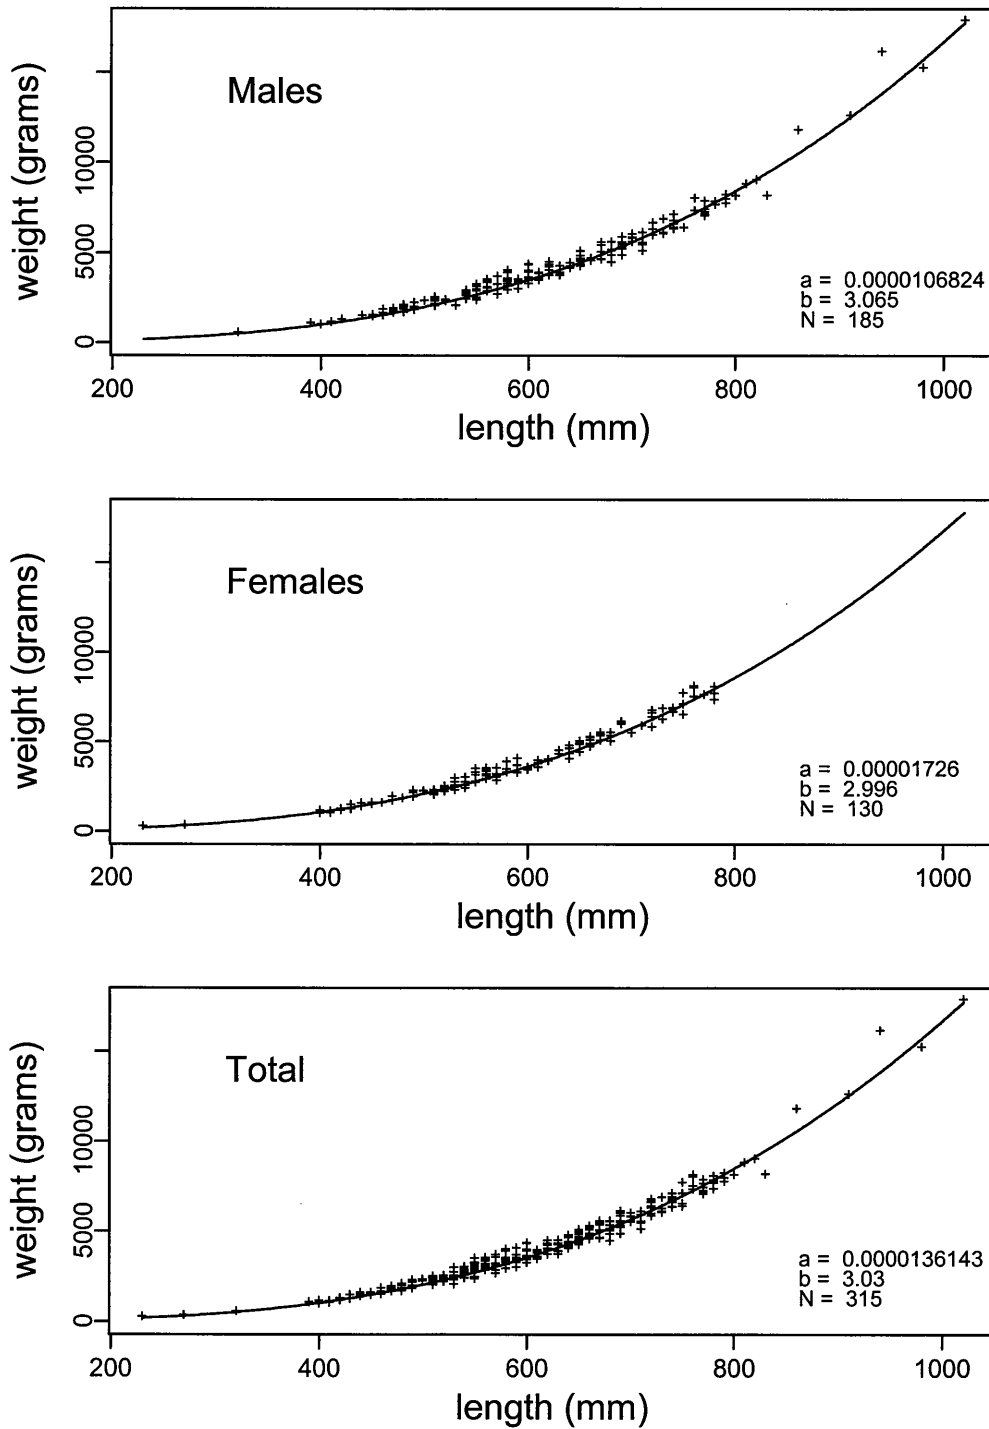 Males
weight (grams)
10000
5000
0
a = 0.0000106824
b = 3.065
N = 185
200 400 600 800 1000
length (mm)
Females
weight (grams)
10000
5000
0
a = 0.00001726
b = 2.996
N = 130
200 400 600 800 1000
length (mm)
Total
weight (grams)
10000
5000
0
a = 0.0000136143
b = 3.03
N = 315
200 400 600 800 1000
length (mm)